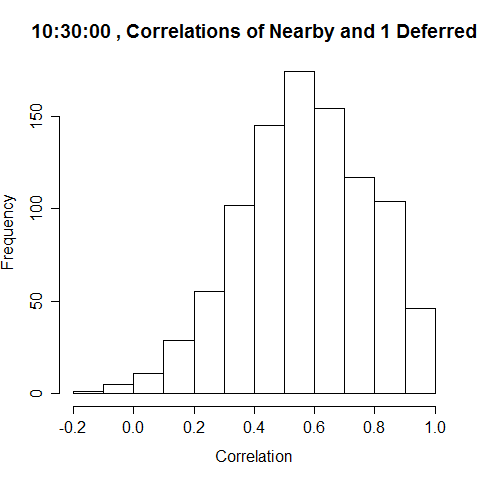 10:30:00 , Correlations of Nearby and 1 Deferred
Frequency
150
100
50
0
-0.2 0.0 0.2 0.4 0.6 0.8 1.0
Correlation